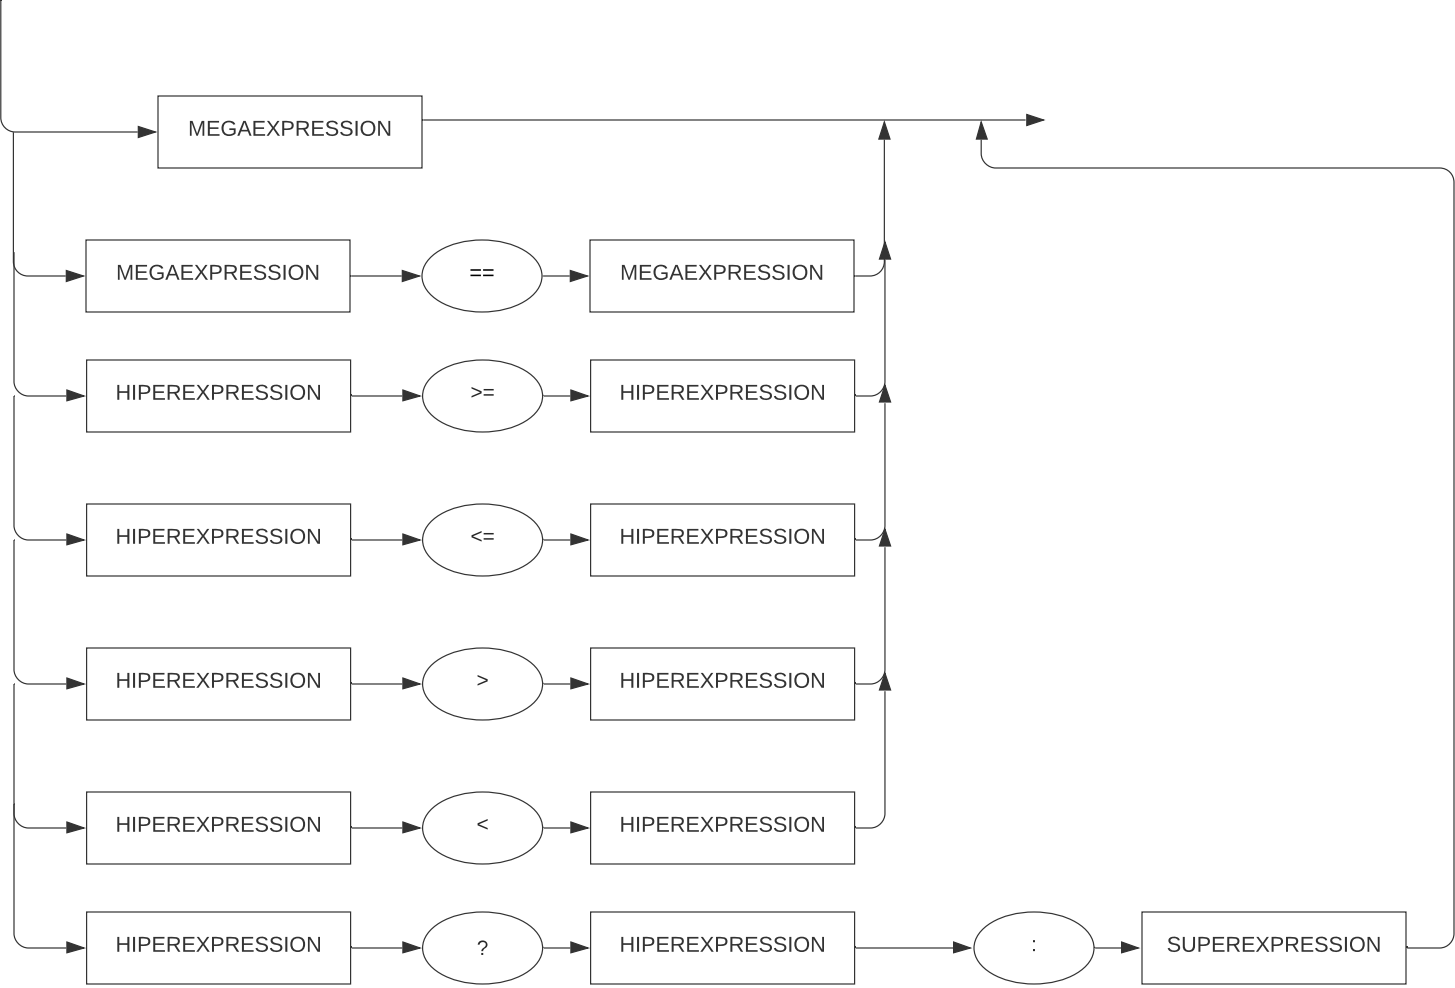 MEGAEXPRESSION
MEGAEXPRESSION == MEGAEXPRESSION
HIPEREXPRESSION >= HIPEREXPRESSION
HIPEREXPRESSION <= HIPEREXPRESSION
HIPEREXPRESSION > HIPEREXPRESSION
HIPEREXPRESSION < HIPEREXPRESSION
HIPEREXPRESSION ? HIPEREXPRESSION : SUPEREXPRESSION